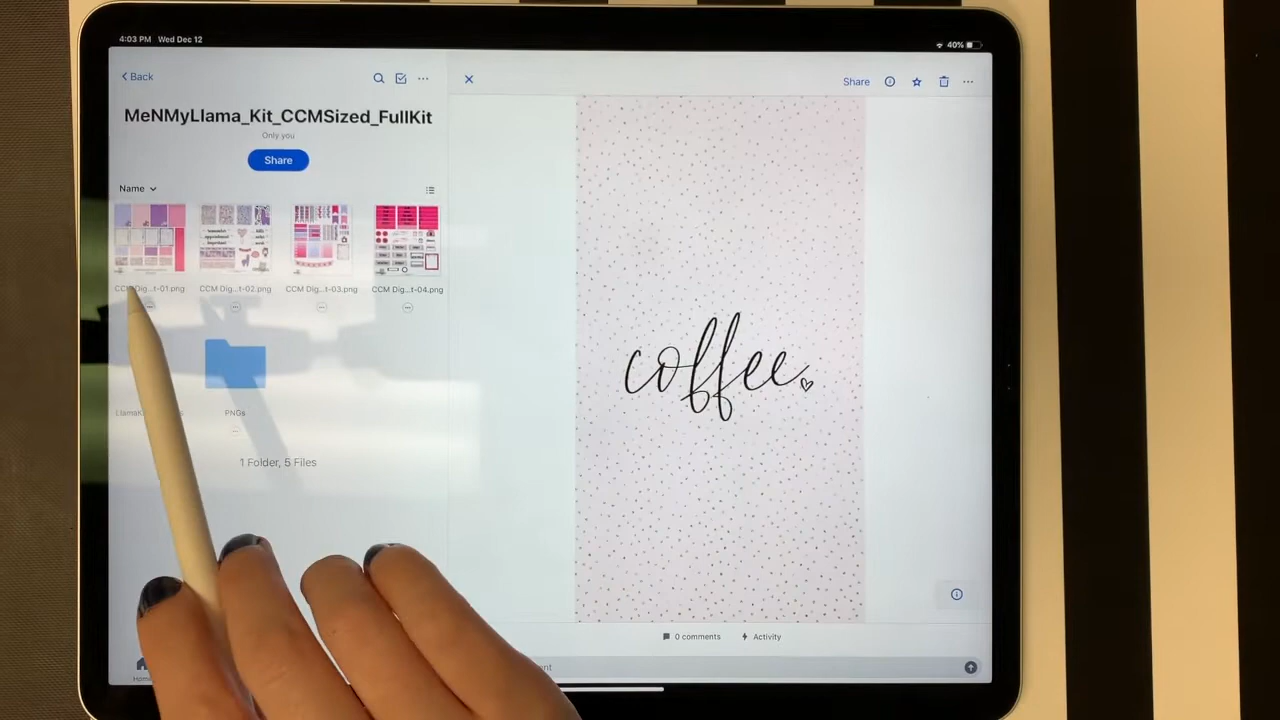 4:03 PM Wed Dec 12
40%
Back
MeNMyLlama_Kit_CCMSized_FullKit
Only you
Share
Name
CCM Dig...t-01.png
CCM Dig...t-02.png
CCM Dig...t-03.png
CCM Dig...t-04.png
PNGs
1 Folder, 5 Files
Home
Share
coffee.
0 comments
Activity